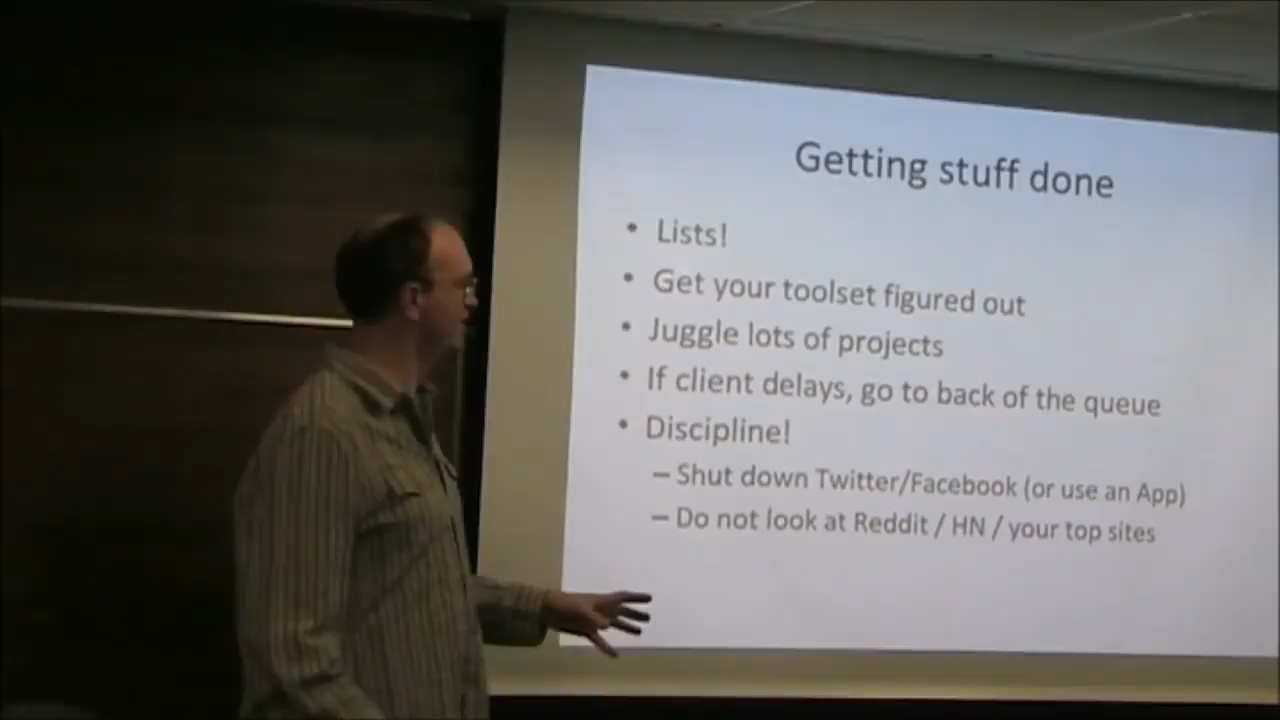 Getting stuff done
• Lists!
• Get your toolset figured out
• Juggle lots of projects
• If client delays, go to back of the queue
• Discipline!
– Shut down Twitter/Facebook (or use an App)
– Do not look at Reddit / HN / your top sites